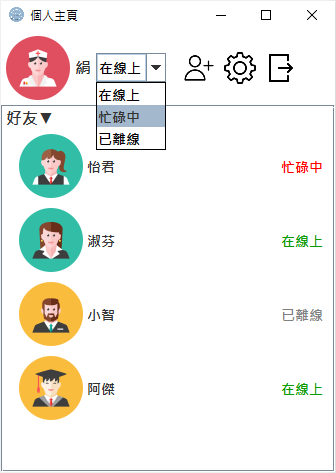 個人主頁
絹 在線上
在線上
忙碌中
已離線
好友▼
怡君 忙碌中
淑芬 在線上
小智 已離線
阿傑 在線上